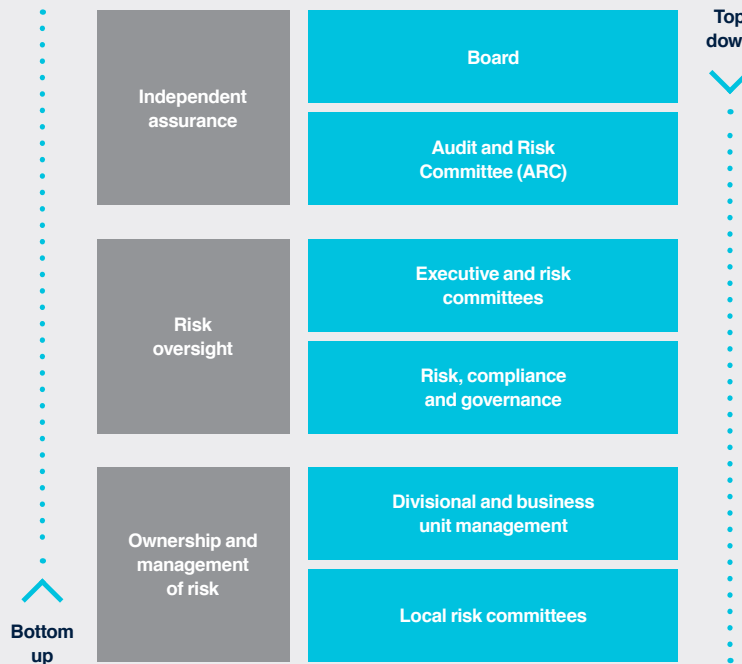 Top
Independent
assurance
Board
Audit and Risk
Committee (ARC)
Risk
oversight
Executive and risk
committees
Risk, compliance
and governance
Ownership and
management
of risk
Divisional and business
unit management
Local risk committees
Bottom
up